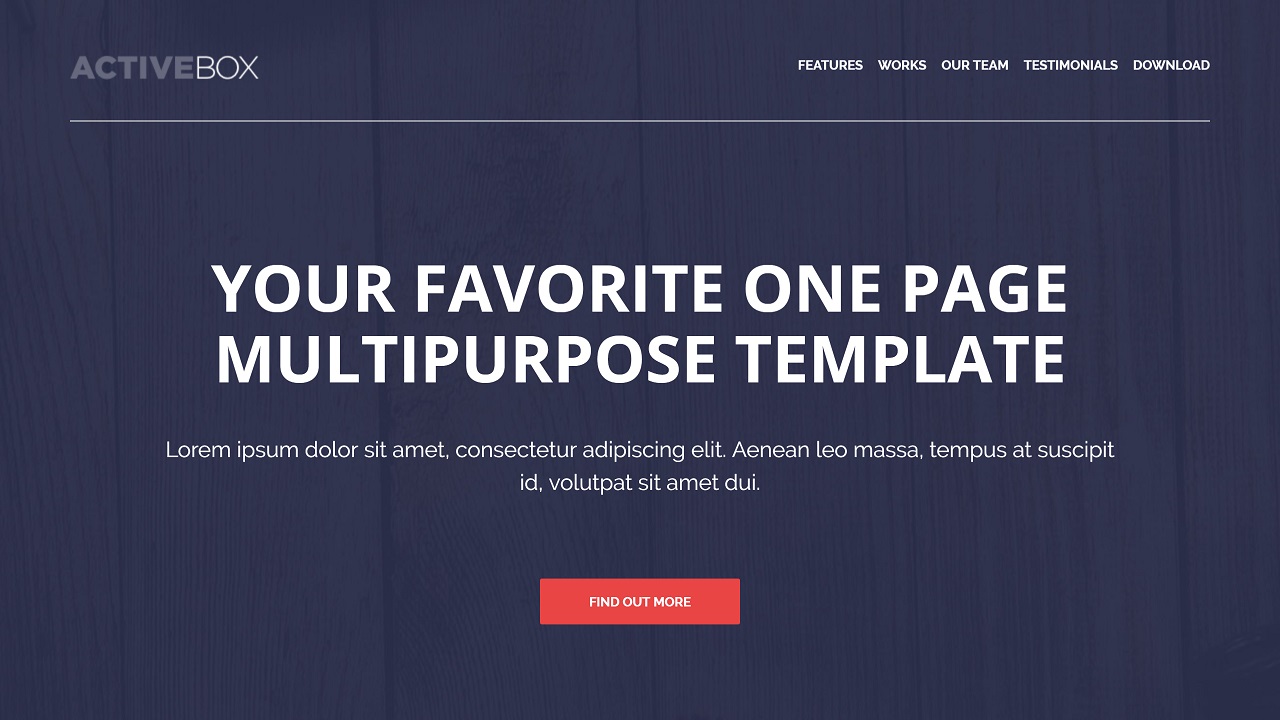 ACTIVEBOX
FEATURES WORKS OUR TEAM TESTIMONIALS DOWNLOAD
YOUR FAVORITE ONE PAGE
MULTIPURPOSE TEMPLATE
Lorem ipsum dolor sit amet, consectetur adipiscing elit. Aenean leo massa, tempus at suscipit
id, volutpat sit amet dui.
FIND OUT MORE